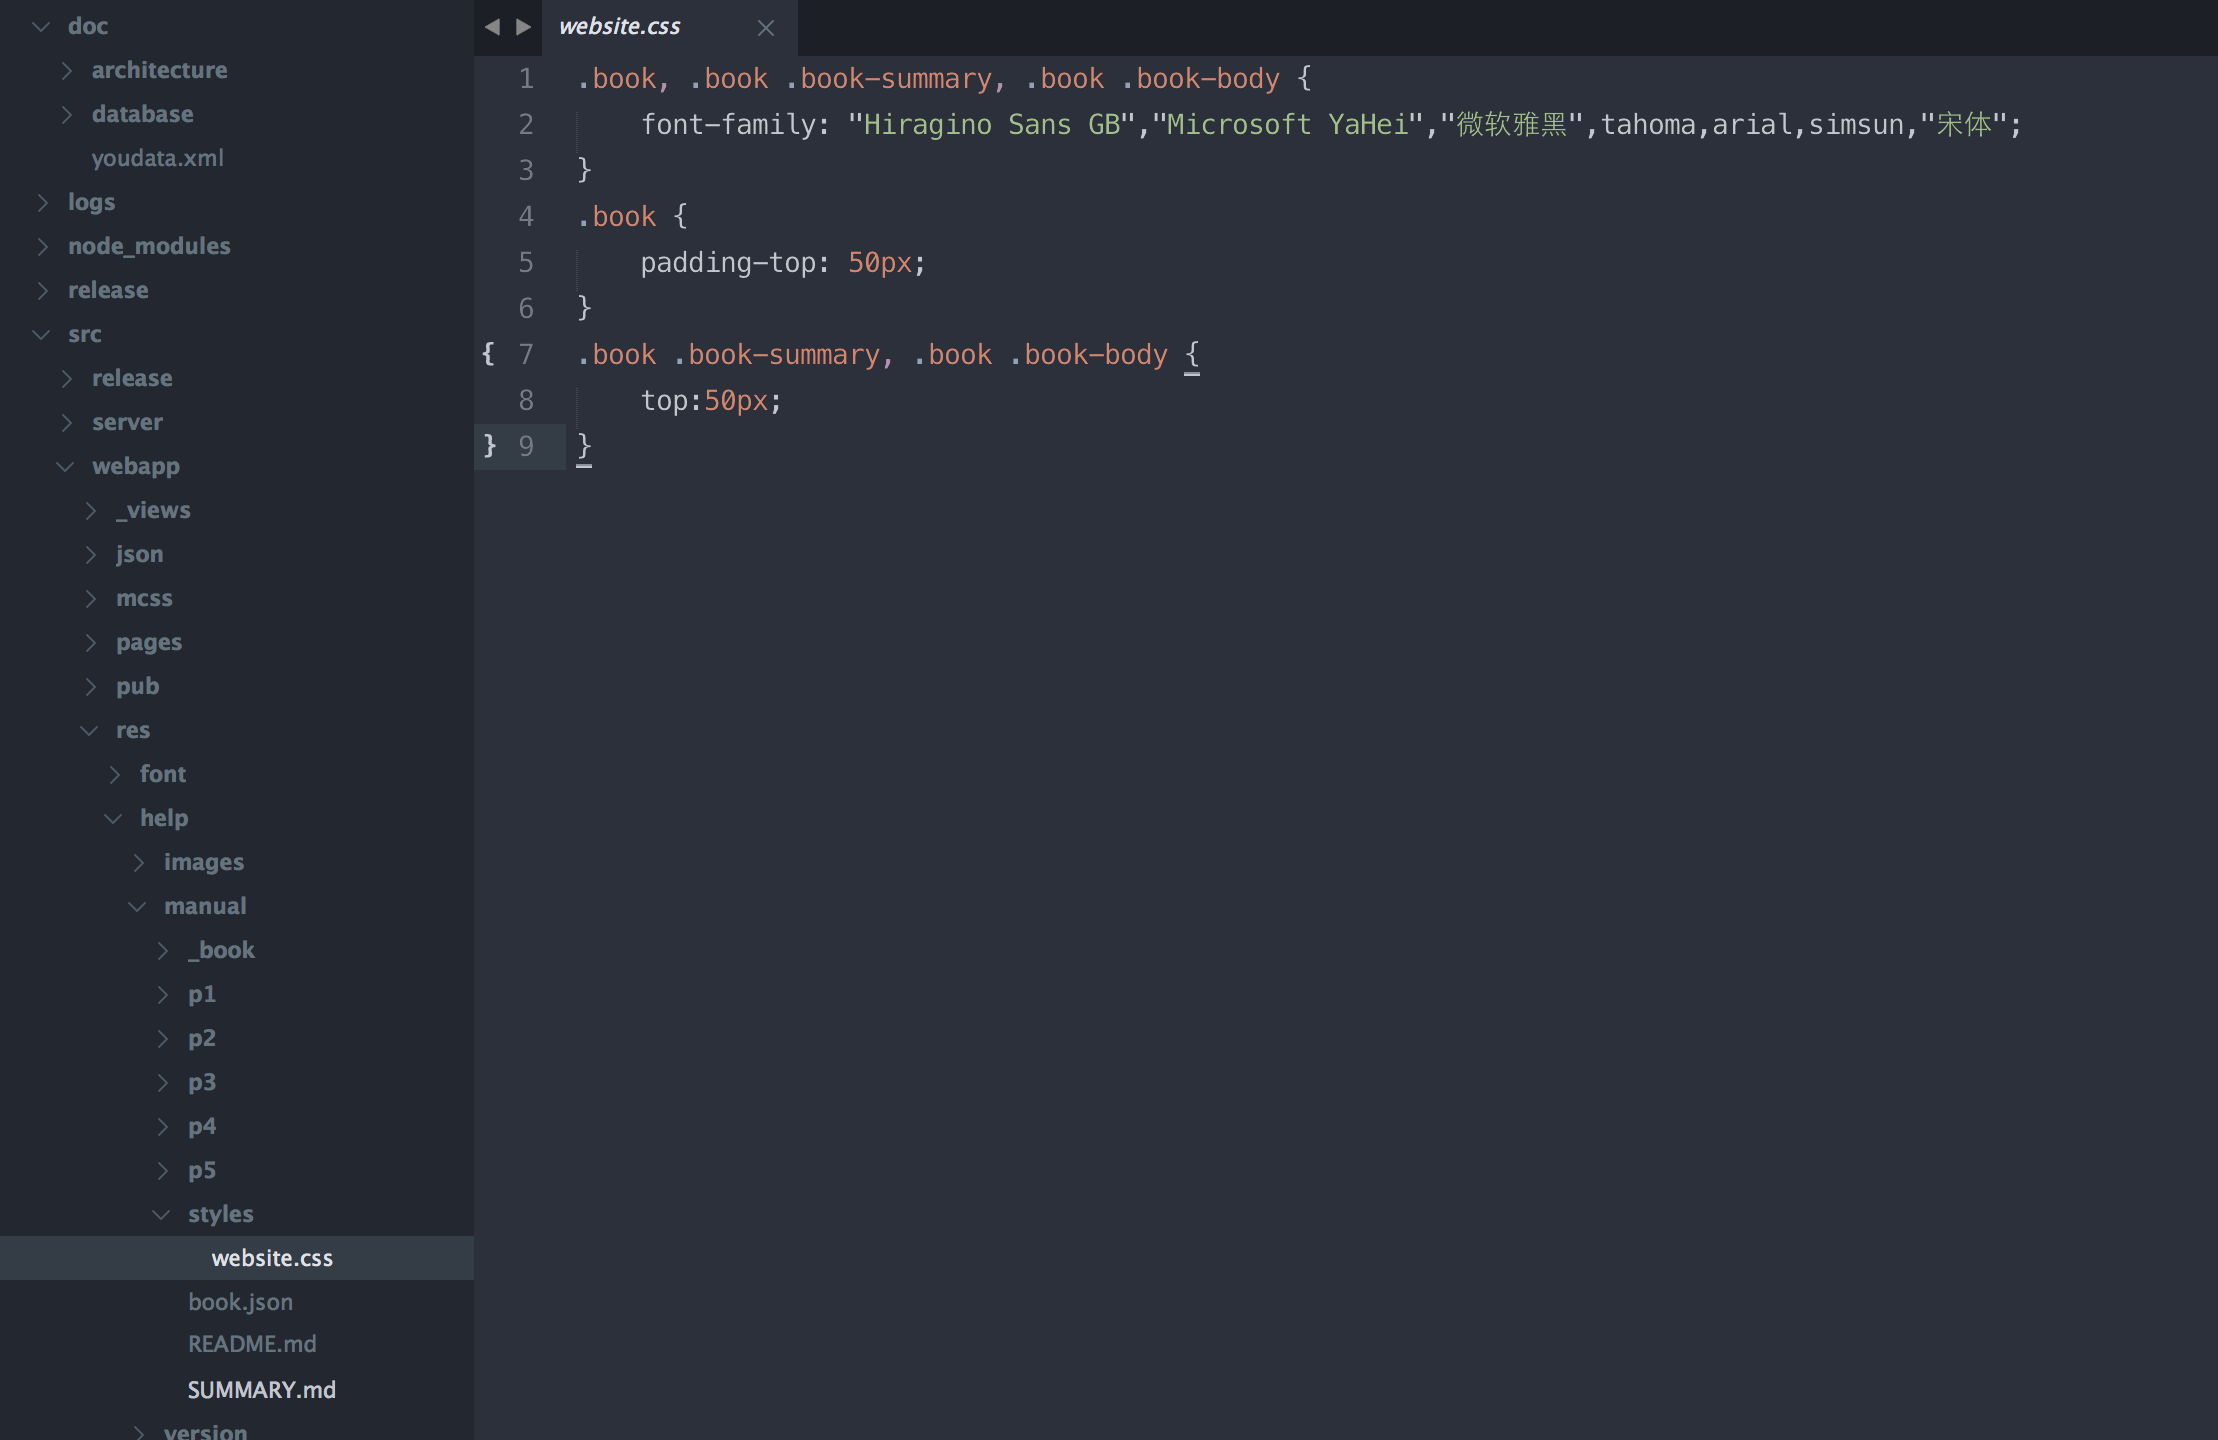 doc
architecture
database
youdata.xml
logs
node_modules
release
src
release
server
webapp
_views
json
mcss
pages
pub
res
font
help
images
manual
_book
p1
p2
p3
p4
p5
styles
website.css
book.json
README.md
SUMMARY.md
version
website.css
1 .book, .book .book-summary, .book .book-body {
2 font-family: "Hiragino Sans GB","Microsoft YaHei","微软雅黑",tahoma,arial,simsun,"宋体";
3 }
4 .book {
5 padding-top: 50px;
6 }
{ 7 .book .book-summary, .book .book-body {
8 top:50px;
} 9 }